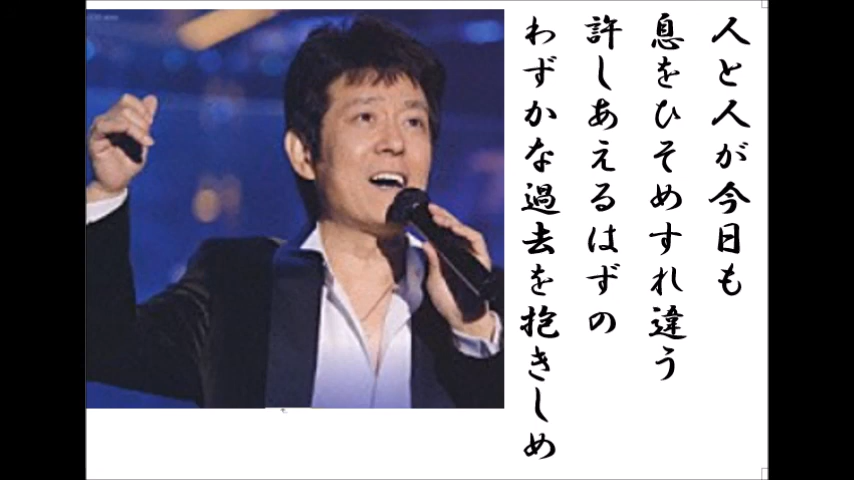 人と人が今日も
息をひそめすれ違う
許しあえるはずの
わずかな過去を抱きしめ